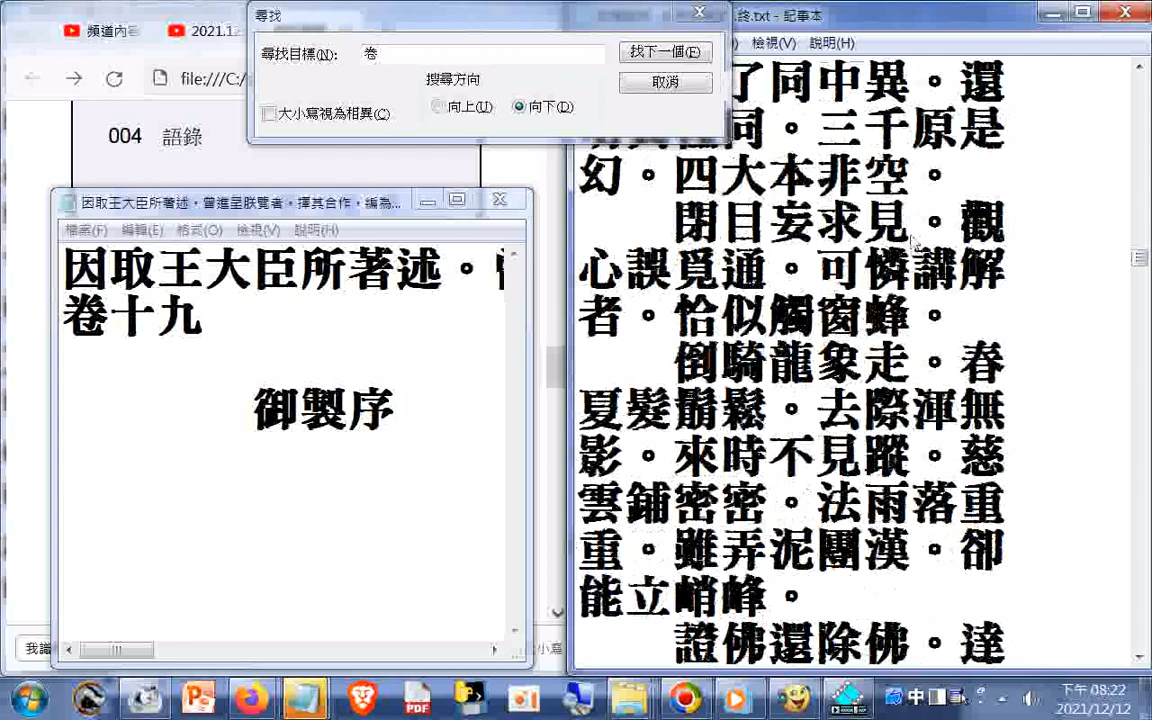 尋找
尋找目標(N):
卷
找下一個(F)
取消
搜尋方向
向上(U)
向下(D)
大小寫視為相異(C)
頻道內容
2021.12
file:///C:/
004 語錄
終.txt - 記事本
檢視(V) 說明(H)
了同中異。還
同。三千原是
幻。四大本非空。
閉目妄求見。觀
心誤覓通。可憐講解
者。恰似觸窗蜂。
倒騎龍象走。春
夏髮鬅鬆。去際渾無
影。來時不見蹤。慈
雲鋪密密。法雨落重
重。雖弄泥團漢。卻
能立峭峰。
證佛還除佛。達
因取王大臣所著述。曾進呈朕覽者。擇其合作。編為...
檔案(F) 編輯(E) 格式(O) 檢視(V) 說明(H)
因取王大臣所著述。
卷十九
御製序
小寫
中
下午 08:22
2021/12/12